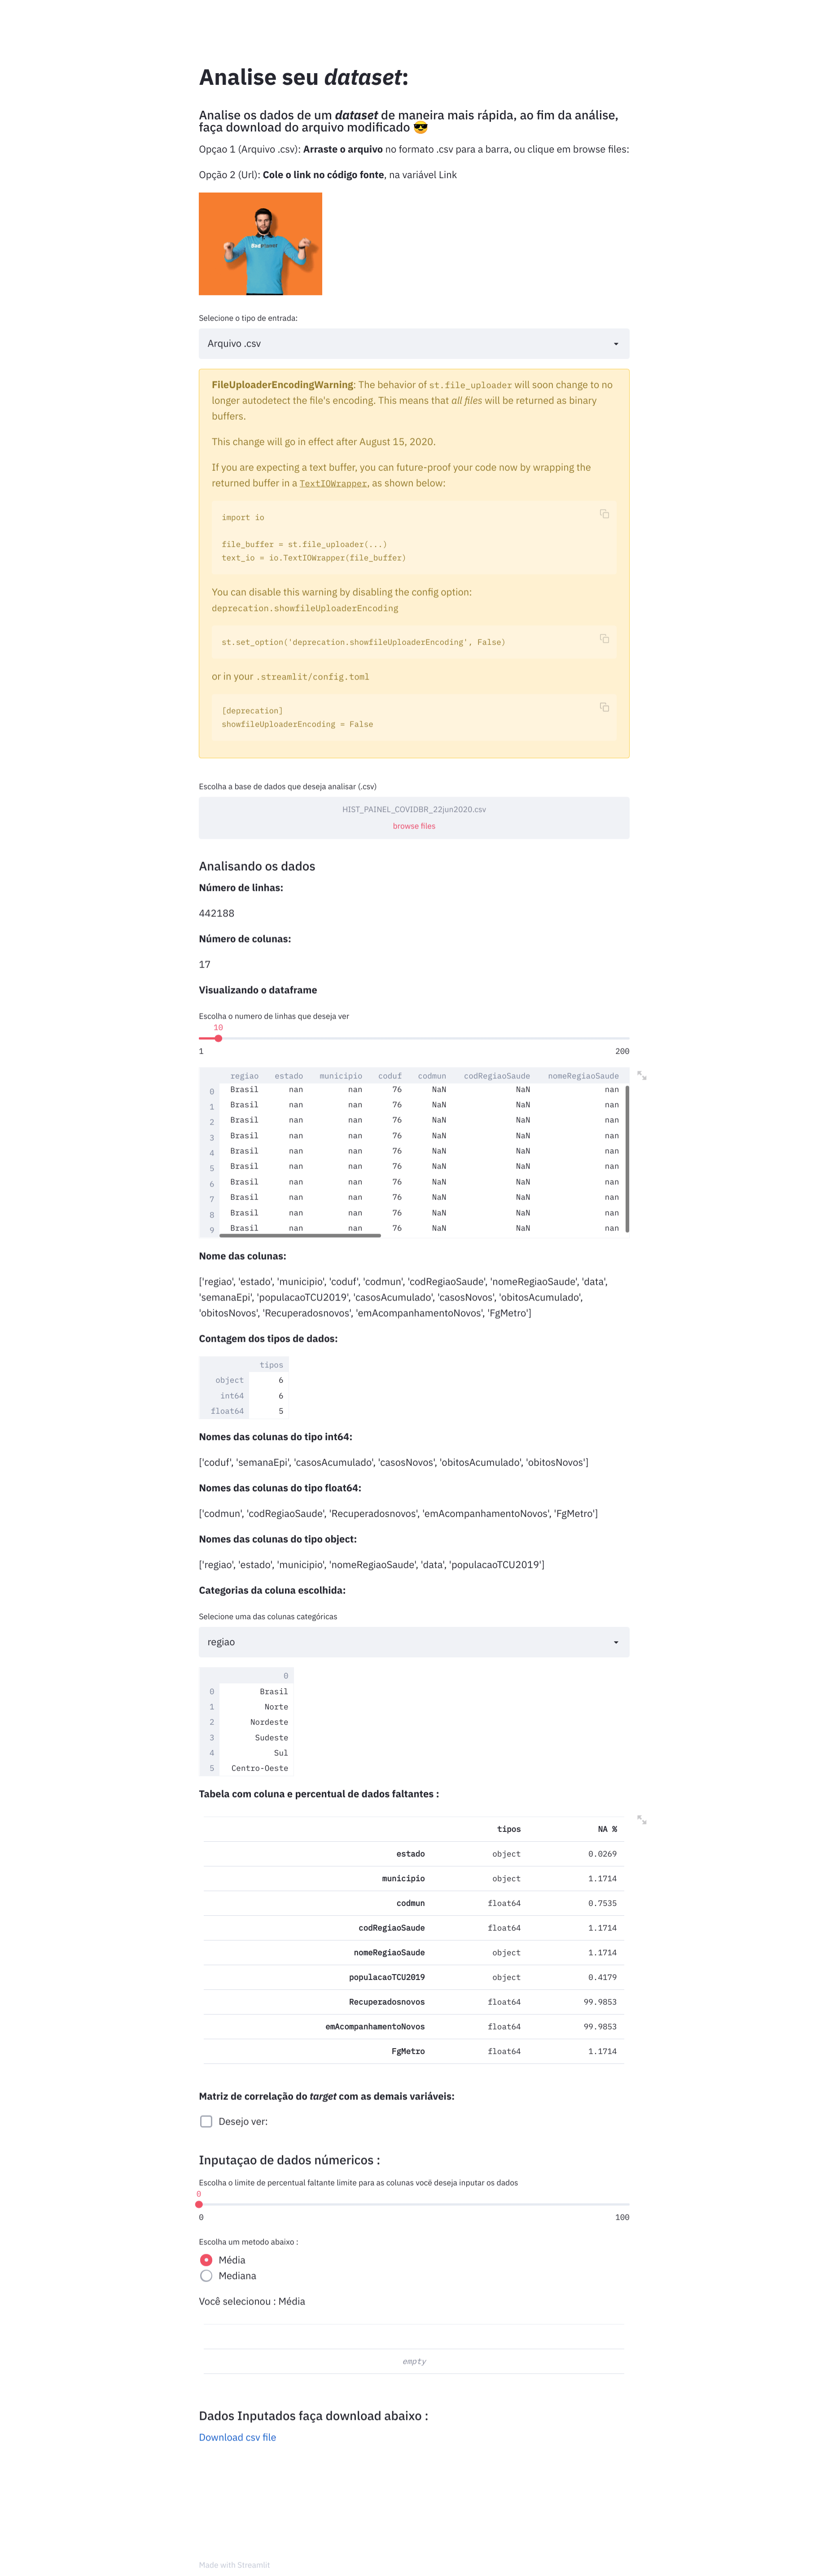 Analise seu dataset:
Analise os dados de um dataset de maneira mais rápida, ao fim da análise,
faça download do arquivo modificado 😎
Opçao 1 (Arquivo .csv): Arraste o arquivo no formato .csv para a barra, ou clique em browse files:
Opção 2 (Url): Cole o link no código fonte, na variável Link
Selecione o tipo de entrada:
Arquivo .csv
FileUploaderEncodingWarning: The behavior of st.file_uploader will soon change to no
longer autodetect the file's encoding. This means that all files will be returned as binary
buffers.
This change will go in effect after August 15, 2020.
If you are expecting a text buffer, you can future-proof your code now by wrapping the
returned buffer in a TextIOWrapper, as shown below:
import io
file_buffer = st.file_uploader(...)
text_io = io.TextIOWrapper(file_buffer)
You can disable this warning by disabling the config option:
deprecation.showfileUploaderEncoding
st.set_option('deprecation.showfileUploaderEncoding', False)
or in your .streamlit/config.toml
[deprecation]
showfileUploaderEncoding = False
Escolha a base de dados que deseja analisar (.csv)
HIST_PAINEL_COVIDBR_22jun2020.csv
browse files
Analisando os dados
Número de linhas:
442188
Número de colunas:
17
Visualizando o dataframe
Escolha o numero de linhas que deseja ver
10
1 200
regiao estado municipio coduf codmun codRegiaoSaude nomeRegiaoSaude
0 Brasil nan nan 76 NaN NaN nan
1 Brasil nan nan 76 NaN NaN nan
2 Brasil nan nan 76 NaN NaN nan
3 Brasil nan nan 76 NaN NaN nan
4 Brasil nan nan 76 NaN NaN nan
5 Brasil nan nan 76 NaN NaN nan
6 Brasil nan nan 76 NaN NaN nan
7 Brasil nan nan 76 NaN NaN nan
8 Brasil nan nan 76 NaN NaN nan
9 Brasil nan nan 76 NaN NaN nan
Nome das colunas:
['regiao', 'estado', 'municipio', 'coduf', 'codmun', 'codRegiaoSaude', 'nomeRegiaoSaude', 'data',
'semanaEpi', 'populacaoTCU2019', 'casosAcumulado', 'casosNovos', 'obitosAcumulado',
'obitosNovos', 'Recuperadosnovos', 'emAcompanhamentoNovos', 'FgMetro']
Contagem dos tipos de dados:
tipos
object 6
int64 6
float64 5
Nomes das colunas do tipo int64:
['coduf', 'semanaEpi', 'casosAcumulado', 'casosNovos', 'obitosAcumulado', 'obitosNovos']
Nomes das colunas do tipo float64:
['codmun', 'codRegiaoSaude', 'Recuperadosnovos', 'emAcompanhamentoNovos', 'FgMetro']
Nomes das colunas do tipo object:
['regiao', 'estado', 'municipio', 'nomeRegiaoSaude', 'data', 'populacaoTCU2019']
Categorias da coluna escolhida:
Selecione uma das colunas categóricas
regiao
0
0 Brasil
1 Norte
2 Nordeste
3 Sudeste
4 Sul
5 Centro-Oeste
Tabela com coluna e percentual de dados faltantes :
tipos NA %
estado object 0.0269
municipio object 1.1714
codmun float64 0.7535
codRegiaoSaude float64 1.1714
nomeRegiaoSaude object 1.1714
populacaoTCU2019 object 0.4179
Recuperadosnovos float64 99.9853
emAcompanhamentoNovos float64 99.9853
FgMetro float64 1.1714
Matriz de correlação do target com as demais variáveis:
Desejo ver:
Inputaçao de dados númericos :
Escolha o limite de percentual faltante limite para as colunas vocë deseja inputar os dados
0
0 100
Escolha um metodo abaixo :
Média
Mediana
Você selecionou : Média
empty
Dados Inputados faça download abaixo :
Download csv file
Made with Streamlit